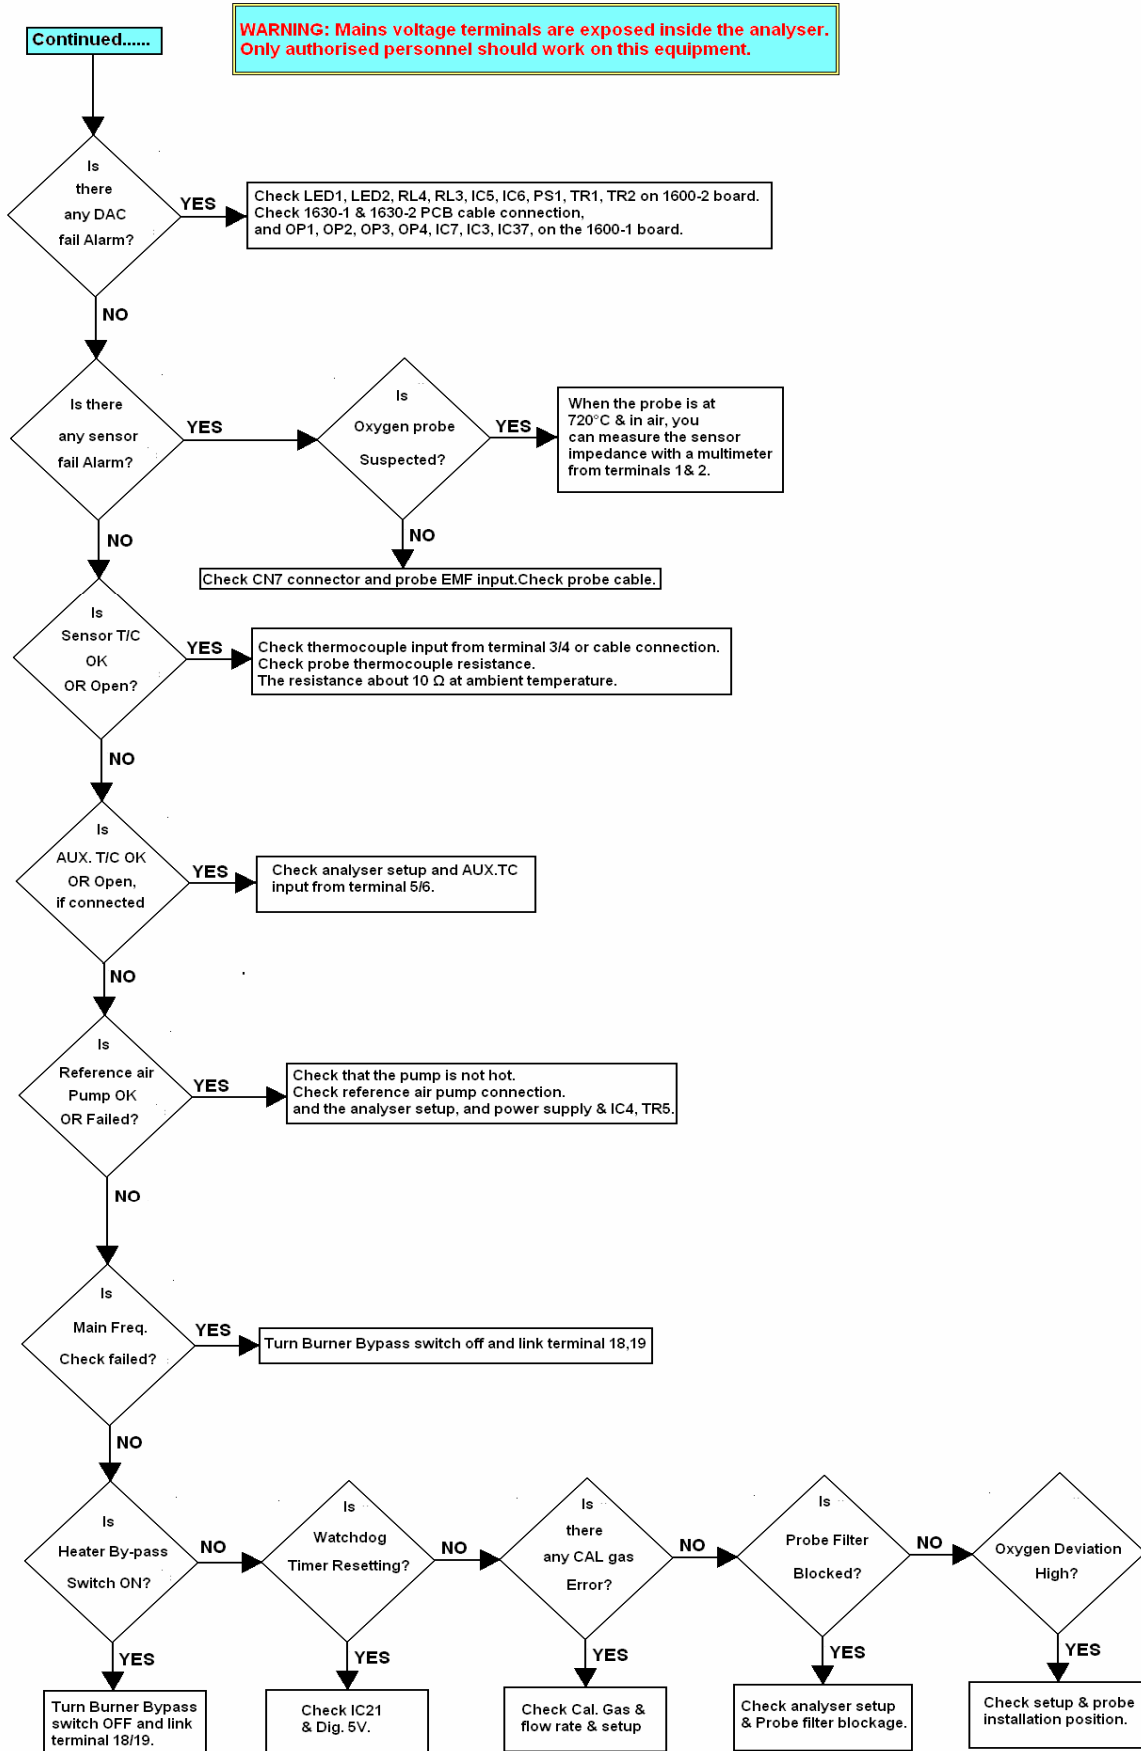 Continued......
WARNING: Mains voltage terminals are exposed inside the analyser.
Only authorised personnel should work on this equipment.
Is
there
any DAC
fail Alarm?
YES
Check LED1, LED2, RL4, RL3, IC5, IC6, PS1, TR1, TR2 on 1600-2 board.
Check 1630-1 & 1630-2 PCB cable connection,
and OP1, OP2, OP3, OP4, IC7, IC3, IC37, on the 1600-1 board.
NO
Is there
any sensor
fail Alarm?
YES
Is
Oxygen probe
Suspected?
YES
When the probe is at
720°C & in air, you
can measure the sensor
impedance with a multimeter
from terminals 1& 2.
NO
NO
Check CN7 connector and probe EMF input.Check probe cable.
Is
Sensor T/C
OK
OR Open?
YES
Check thermocouple input from terminal 3/4 or cable connection.
Check probe thermocouple resistance.
The resistance about 10 Ω at ambient temperature.
NO
Is
AUX. T/C OK
OR Open,
if connected
YES
Check analyser setup and AUX.TC
input from terminal 5/6.
NO
Is
Reference air
Pump OK
OR Failed?
YES
Check that the pump is not hot.
Check reference air pump connection.
and the analyser setup, and power supply & IC4, TR5.
NO
Is
Main Freq.
Check failed?
YES
Turn Burner Bypass switch off and link terminal 18,19
NO
Is
Heater By-pass
Switch ON?
NO
Is
Watchdog
Timer Resetting?
NO
Is
there
any CAL gas
Error?
NO
Is
Probe Filter
Blocked?
NO
Oxygen Deviation
High?
YES
YES
YES
YES
YES
Turn Burner Bypass
switch OFF and link
terminal 18/19.
Check IC21
& Dig. 5V.
Check Cal. Gas &
flow rate & setup
Check analyser setup
& Probe filter blockage.
Check setup & probe
installation position.